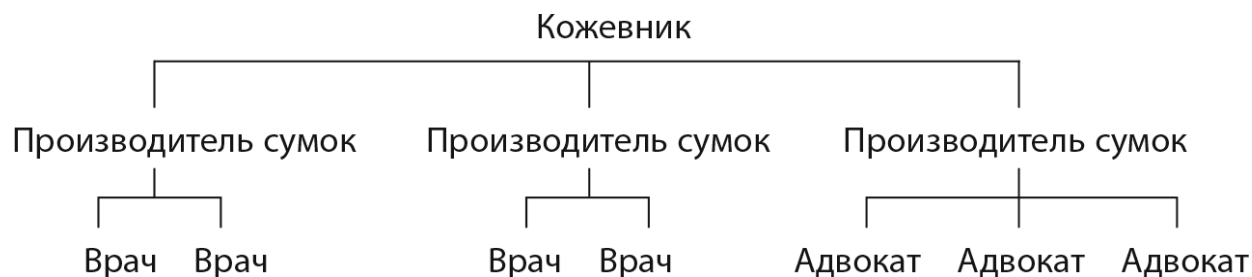 Кожевник
Производитель сумок Производитель сумок Производитель сумок
Врач Врач Врач Врач Адвокат Адвокат Адвокат